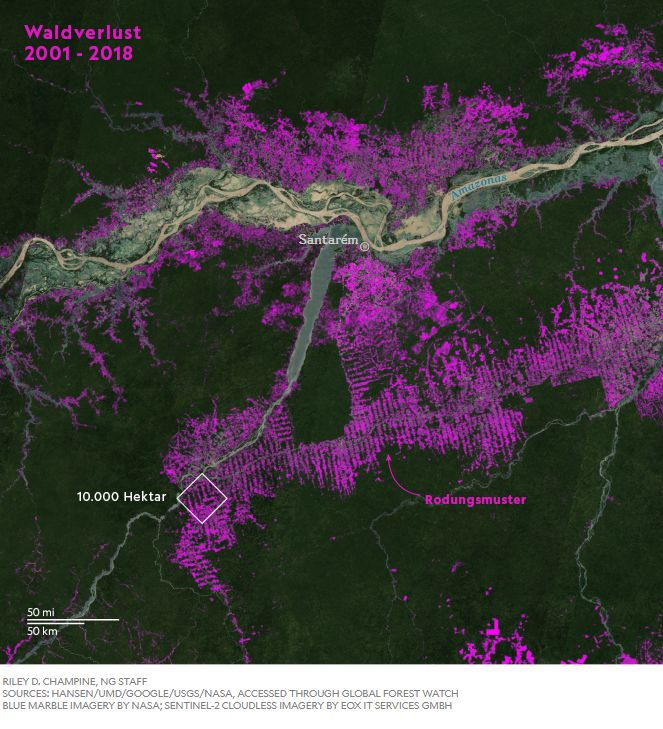 Waldverlust
2001 - 2018
Amazonas
Santarém
10.000 Hektar
Rodungsmuster
50 mi
50 km
RILEY D. CHAMPINE, NG STAFF
SOURCES: HANSEN/UMD/GOOGLE/USGS/NASA, ACCESSED THROUGH GLOBAL FOREST WATCH
BLUE MARBLE IMAGERY BY NASA; SENTINEL-2 CLOUDLESS IMAGERY BY EOX IT SERVICES GMBH